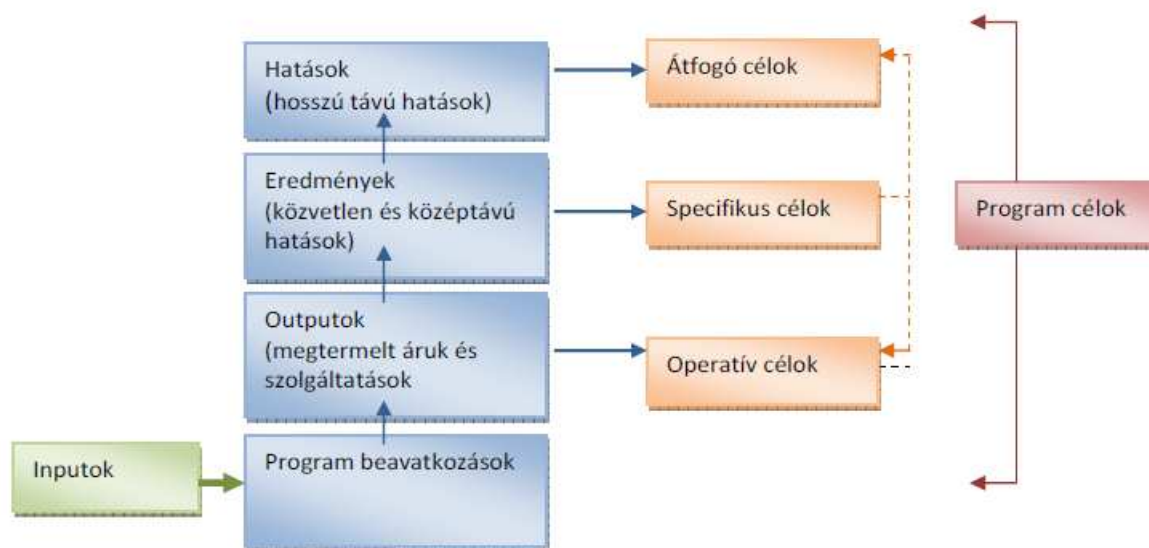 Hatások
(hosszú távú hatások)
Átfogó célok
Eredmények
(közvetlen és középtávú
hatások)
Specifikus célok
Program célok
Outputok
(megtermelt áruk és
szolgáltatások
Operatív célok
Inputok
Program beavatkozások